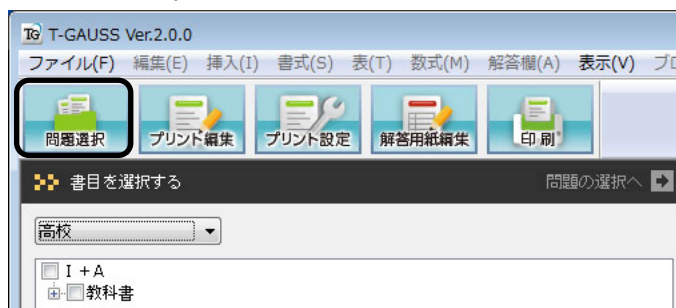 TG T-GAUSS Ver.2.0.0
ファイル(F) 編集(E) 挿入(I) 書式(S) 表(T) 数式(M) 解答欄(A) 表示(V) プロ
問題選択 プリント編集 プリント設定 解答用紙編集 印刷
書目を選択する 問題の選択へ
高校
I+A
教科書